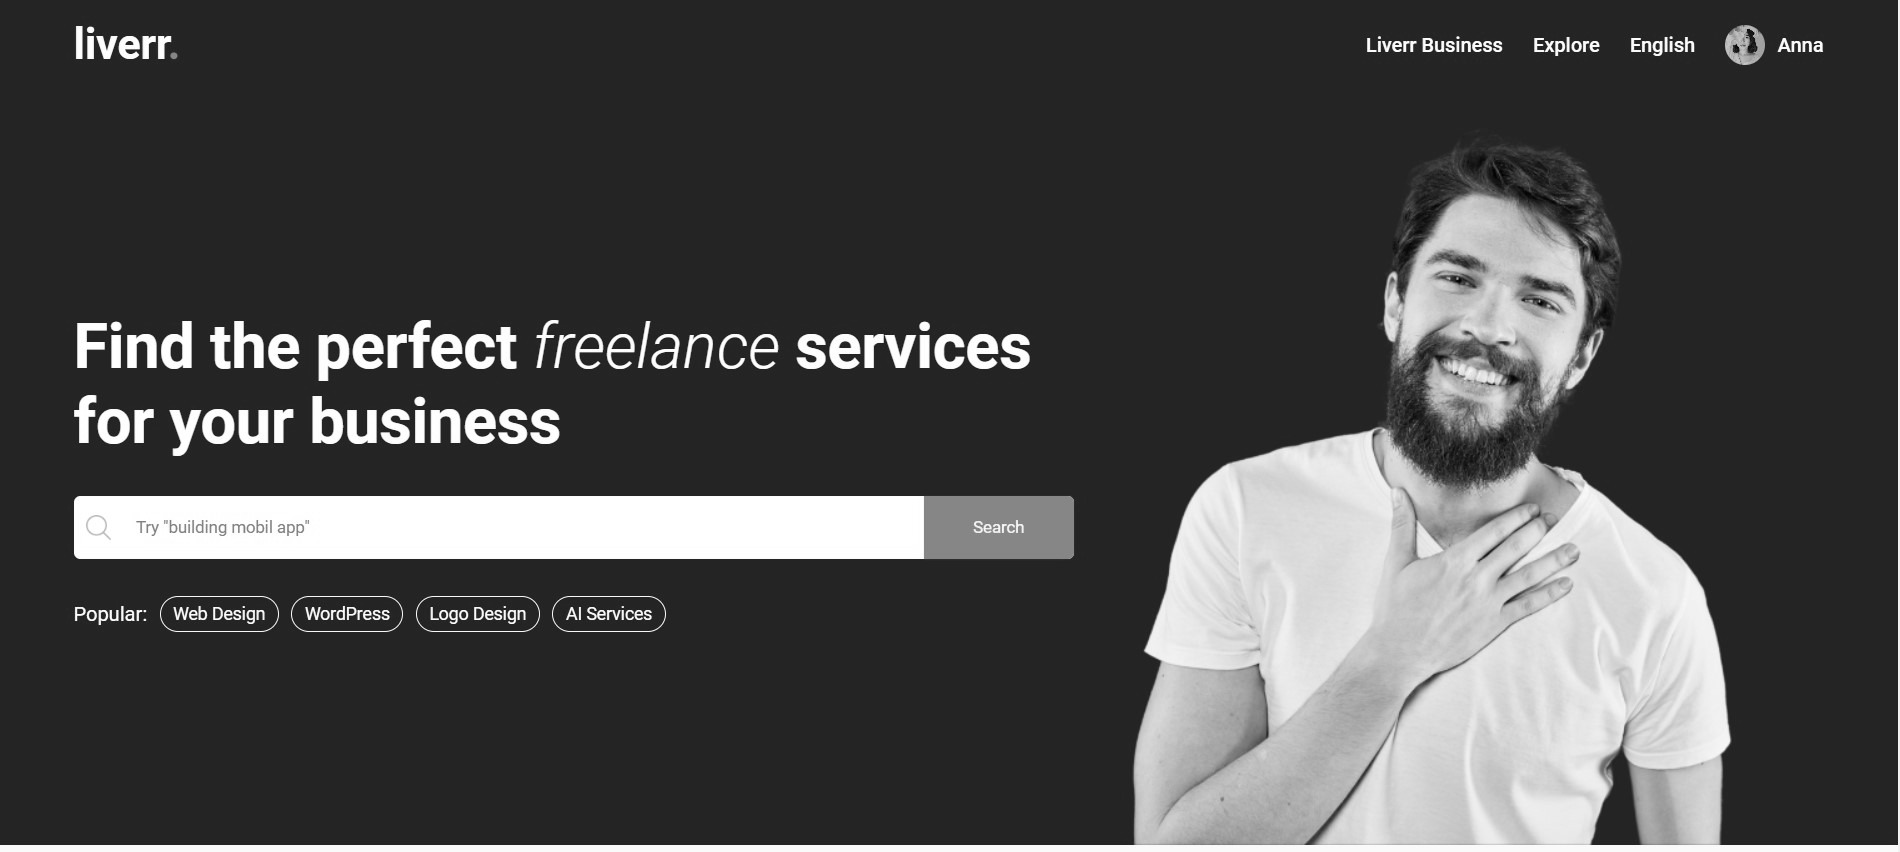 liverr.
Liverr Business Explore English Anna
Find the perfect freelance services
for your business
Try "building mobil app" Search
Popular: Web Design WordPress Logo Design AI Services